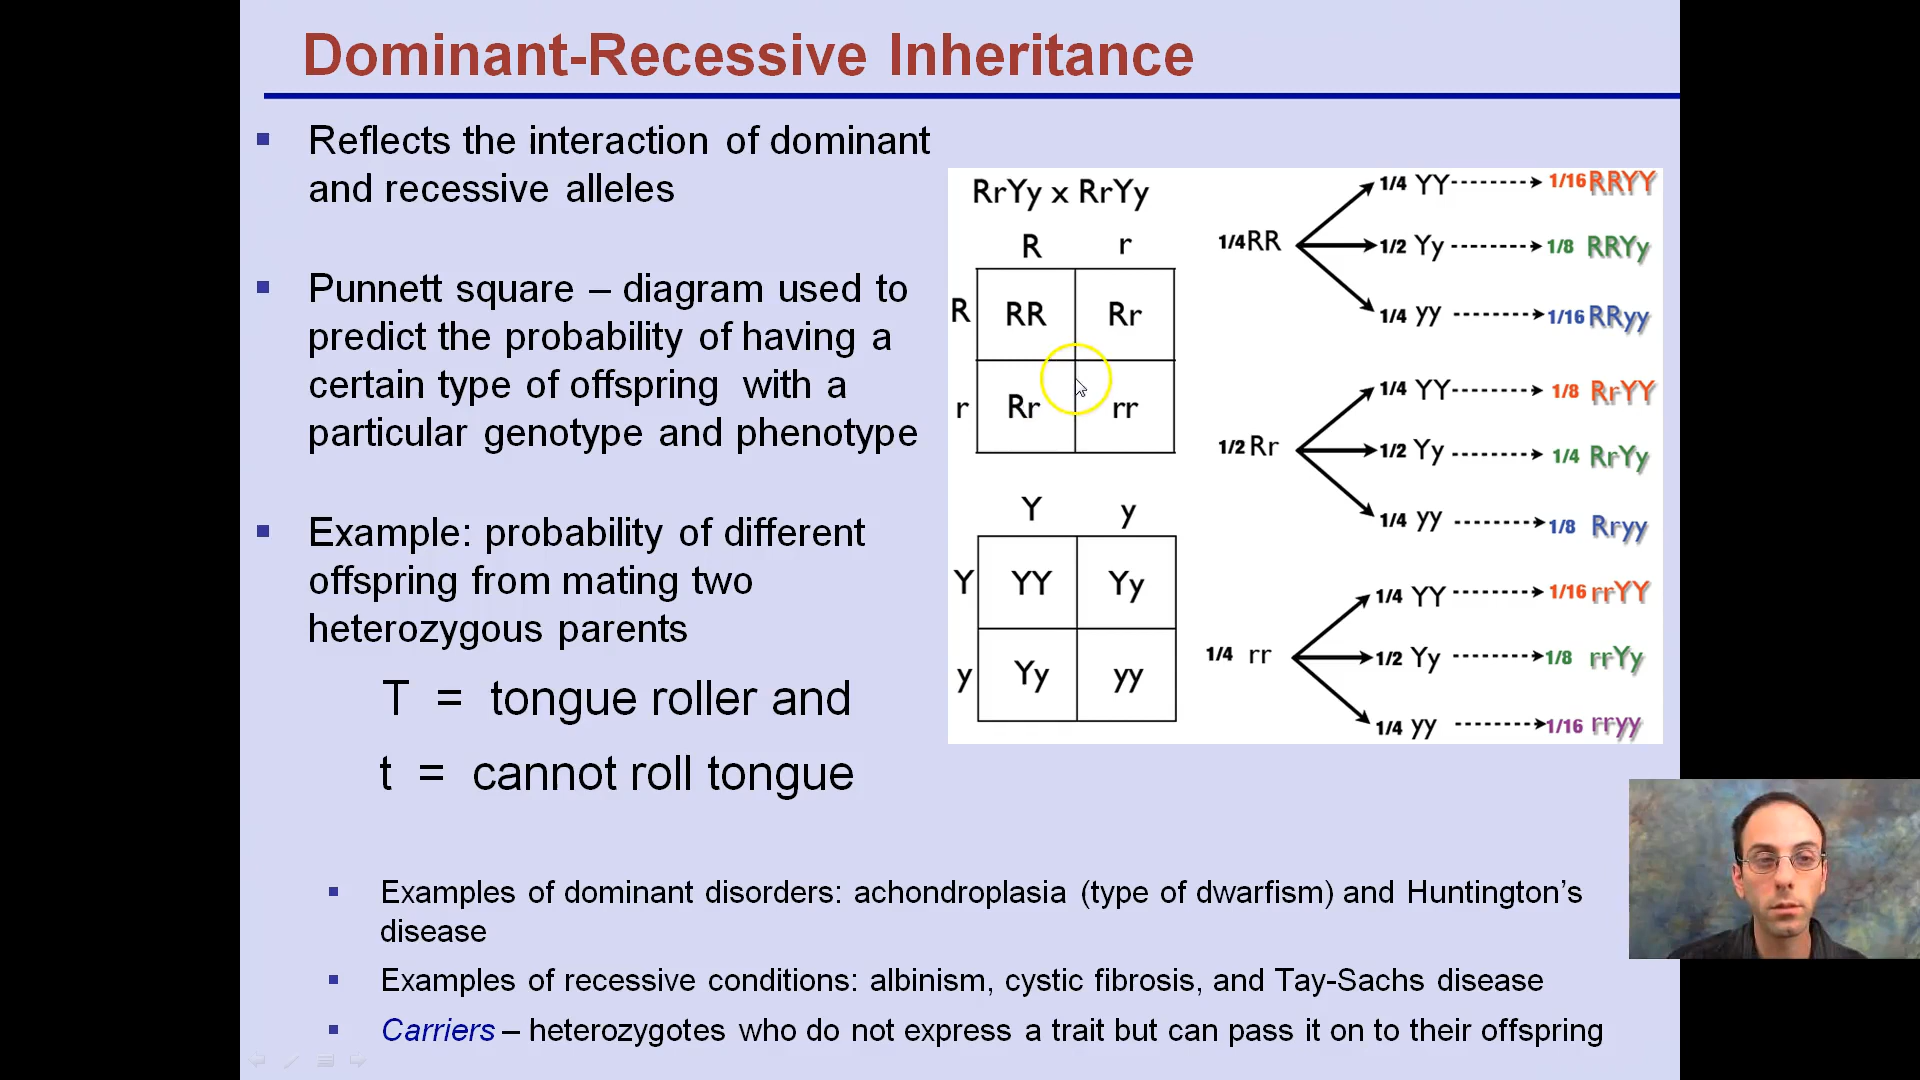 Dominant-Recessive Inheritance
Reflects the interaction of dominant
and recessive alleles
Punnett square – diagram used to
predict the probability of having a
certain type of offspring with a
particular genotype and phenotype
Example: probability of different
offspring from mating two
heterozygous parents
T = tongue roller and
t = cannot roll tongue
RrYy x RrYy
R r
R RR Rr
r Rr rr
Y y
Y YY Yy
y Yy yy
1/4 YY 1/16 RRYY
1/4 RR 1/2 Yy 1/8 RRYy
1/4 yy 1/16 RRyy
1/4 YY 1/8 RrYY
1/2 Rr 1/2 Yy 1/4 RrYy
1/4 yy 1/8 Rryy
1/4 YY 1/16 rrYY
1/4 rr 1/2 Yy 1/8 rrYy
1/4 yy 1/16 rryy
Examples of dominant disorders: achondroplasia (type of dwarfism) and Huntington’s
disease
Examples of recessive conditions: albinism, cystic fibrosis, and Tay-Sachs disease
Carriers – heterozygotes who do not express a trait but can pass it on to their offspring